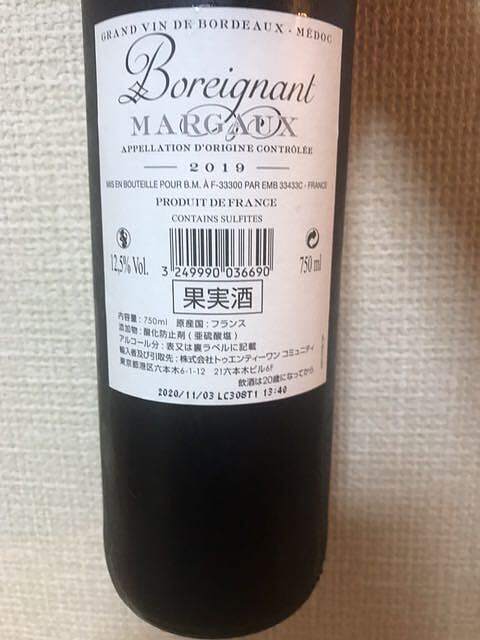 GRAND VIN DE BORDEAUX - MÉDOC
Boreignant
MARGAUX
APPELLATION D'ORIGINE CONTRÔLÉE
2019
MIS EN BOUTEILLE POUR B.M. À F-33300 PAR EMB 33433C - FRANCE
PRODUIT DE FRANCE
CONTAINS SULFITES
12,5% Vol.
750 ml
3 249990 036690
果実酒
内容量:750ml 原産国:フランス
添加物:酸化防止剤(亜硫酸塩)
アルコール分:表又は裏ラベルに記載
輸入者及び引取先:株式会社トゥエンティーワン コミュニティ
東京都港区六本木6-1-12 21六本木ビル6F
飲酒は20歳になってから
2020/11/03 LC308T1 13:40